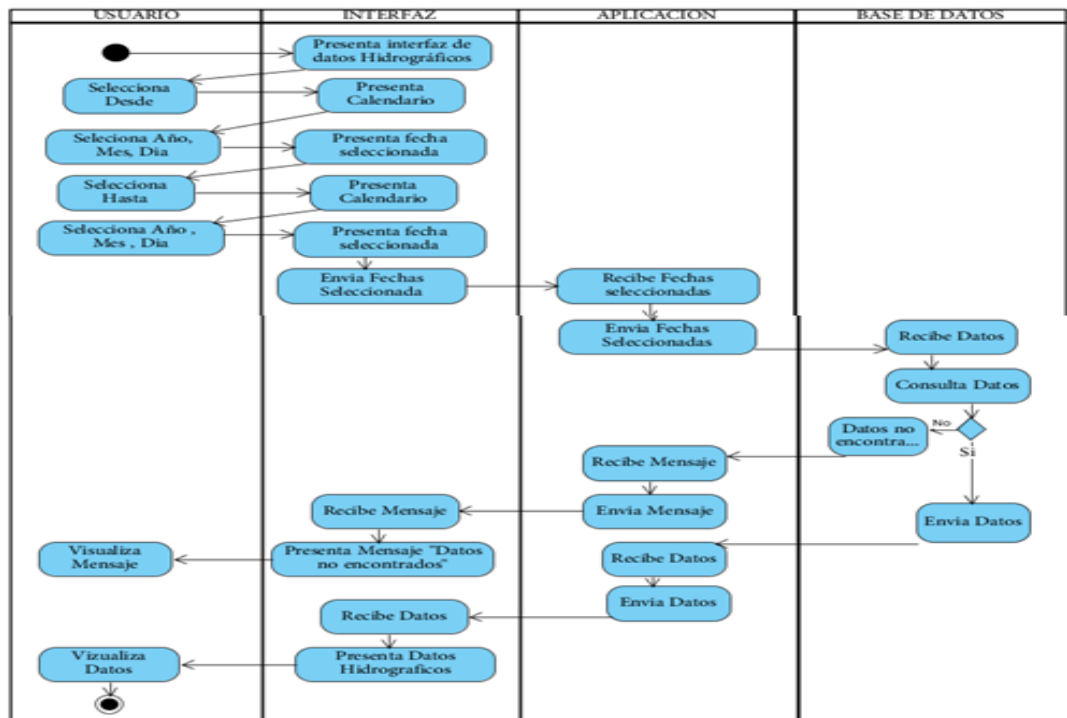 USUARIO
INTERFAZ
APLICACION
BASE DE DATOS
Presenta interfaz de
datos Hidrográficos
Selecciona
Desde
Presenta
Calendario
Seleciona Año,
Mes, Dia
Presenta fecha
seleccionada
Selecciona
Hasta
Presenta
Calendario
Selecciona Año ,
Mes , Dia
Presenta fecha
seleccionada
Envia Fechas
Seleccionada
Recibe Fechas
seleccionadas
Envia Fechas
Seleccionadas
Recibe Datos
Consulta Datos
No
Datos no
encontra...
Si
Recibe Mensaje
Envia Mensaje
Recibe Mensaje
Envia Datos
Presenta Mensaje "Datos
no encontrados"
Visualiza
Mensaje
Recibe Datos
Envia Datos
Recibe Datos
Presenta Datos
Hidrograficos
Vizualiza
Datos